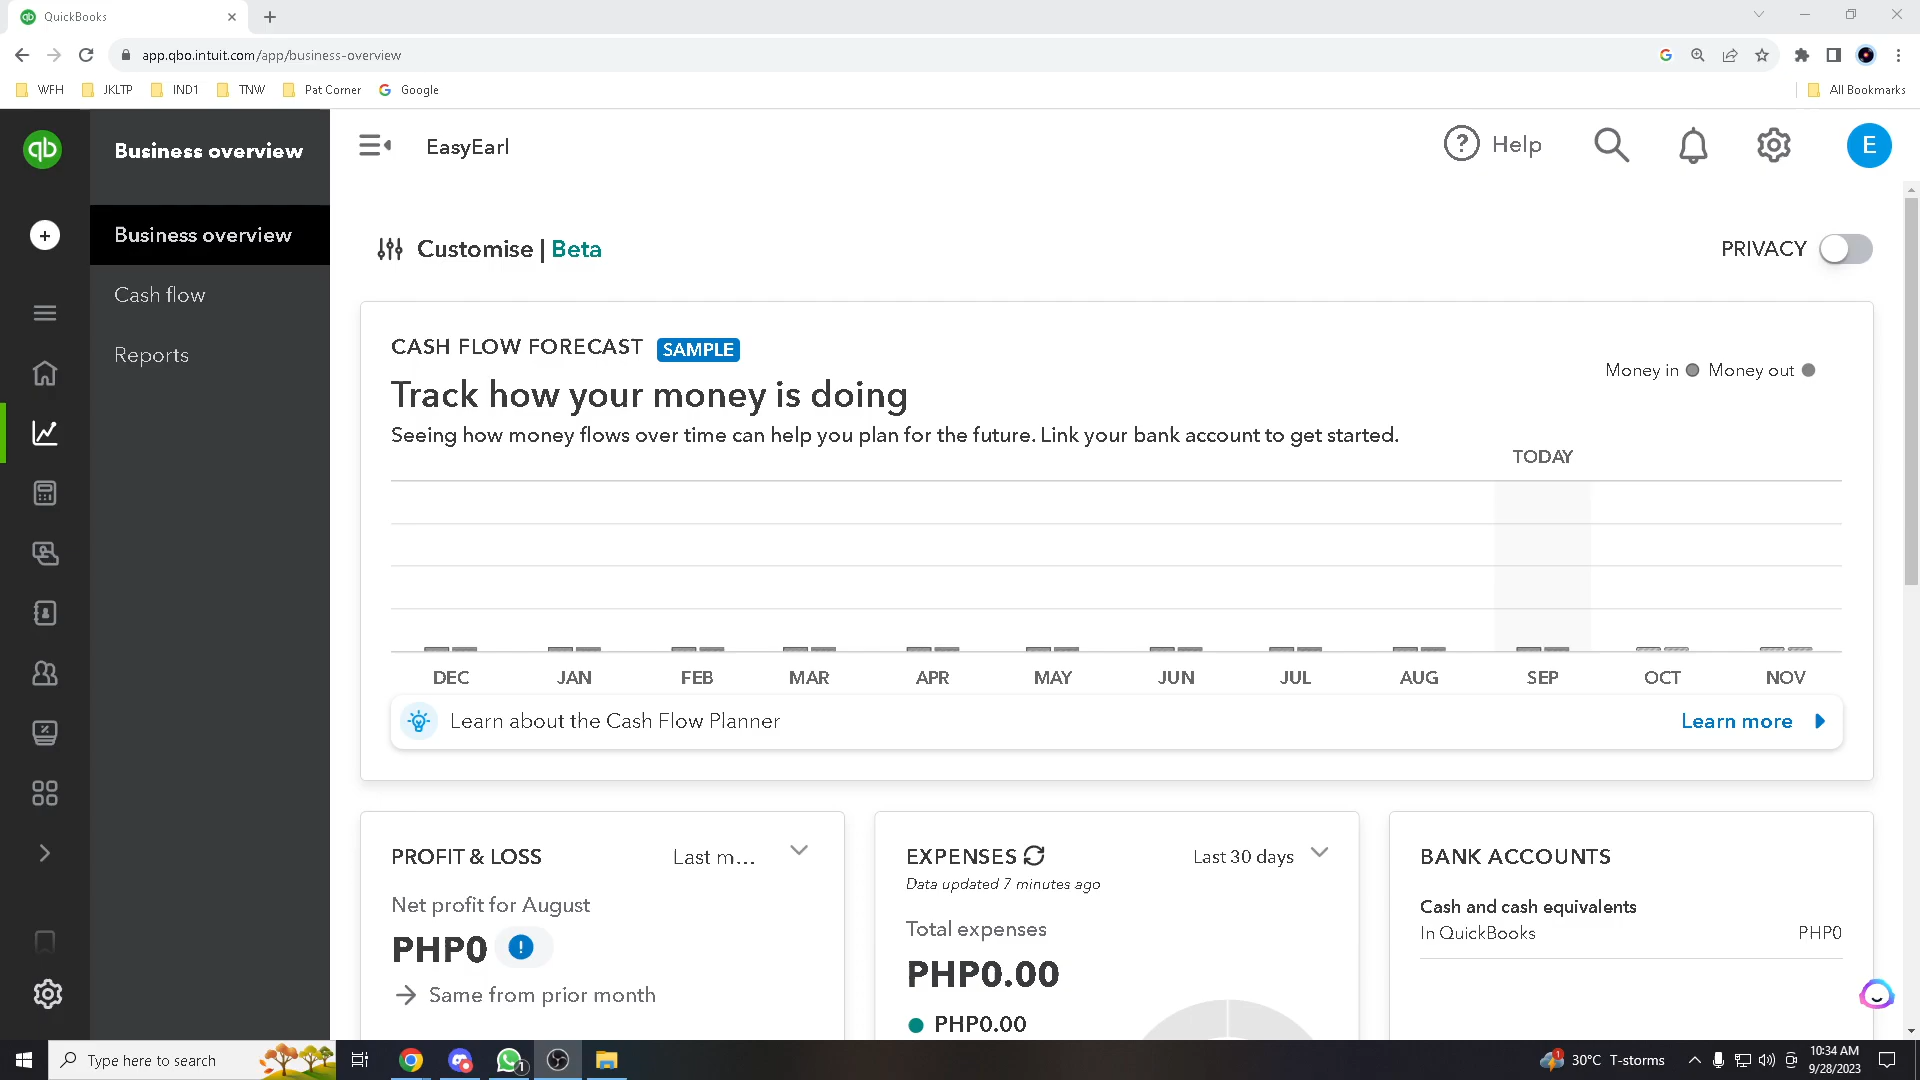 QuickBooks
app.qbo.intuit.com/app/business-overview
WFH JKLTP IND1 TNW Pat Corner Google All Bookmarks
qb Business overview EasyEarl Help E
Business overview
Cash flow
Reports
Customise | Beta PRIVACY
CASH FLOW FORECAST SAMPLE
Money in Money out
Track how your money is doing
Seeing how money flows over time can help you plan for the future. Link your bank account to get started.
TODAY
DEC JAN FEB MAR APR MAY JUN JUL AUG SEP OCT NOV
Learn about the Cash Flow Planner Learn more
PROFIT & LOSS Last m...
Net profit for August
PHP0
Same from prior month
EXPENSES Last 30 days
Data updated 7 minutes ago
Total expenses
PHP0.00
PHP0.00
BANK ACCOUNTS
Cash and cash equivalents
In QuickBooks PHP0
Type here to search 1 1 30°C T-storms 10:34 AM
9/28/2023